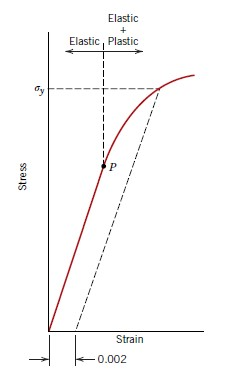 Elastic
+
Elastic Plastic
σy
P
Stress
Strain
0.002